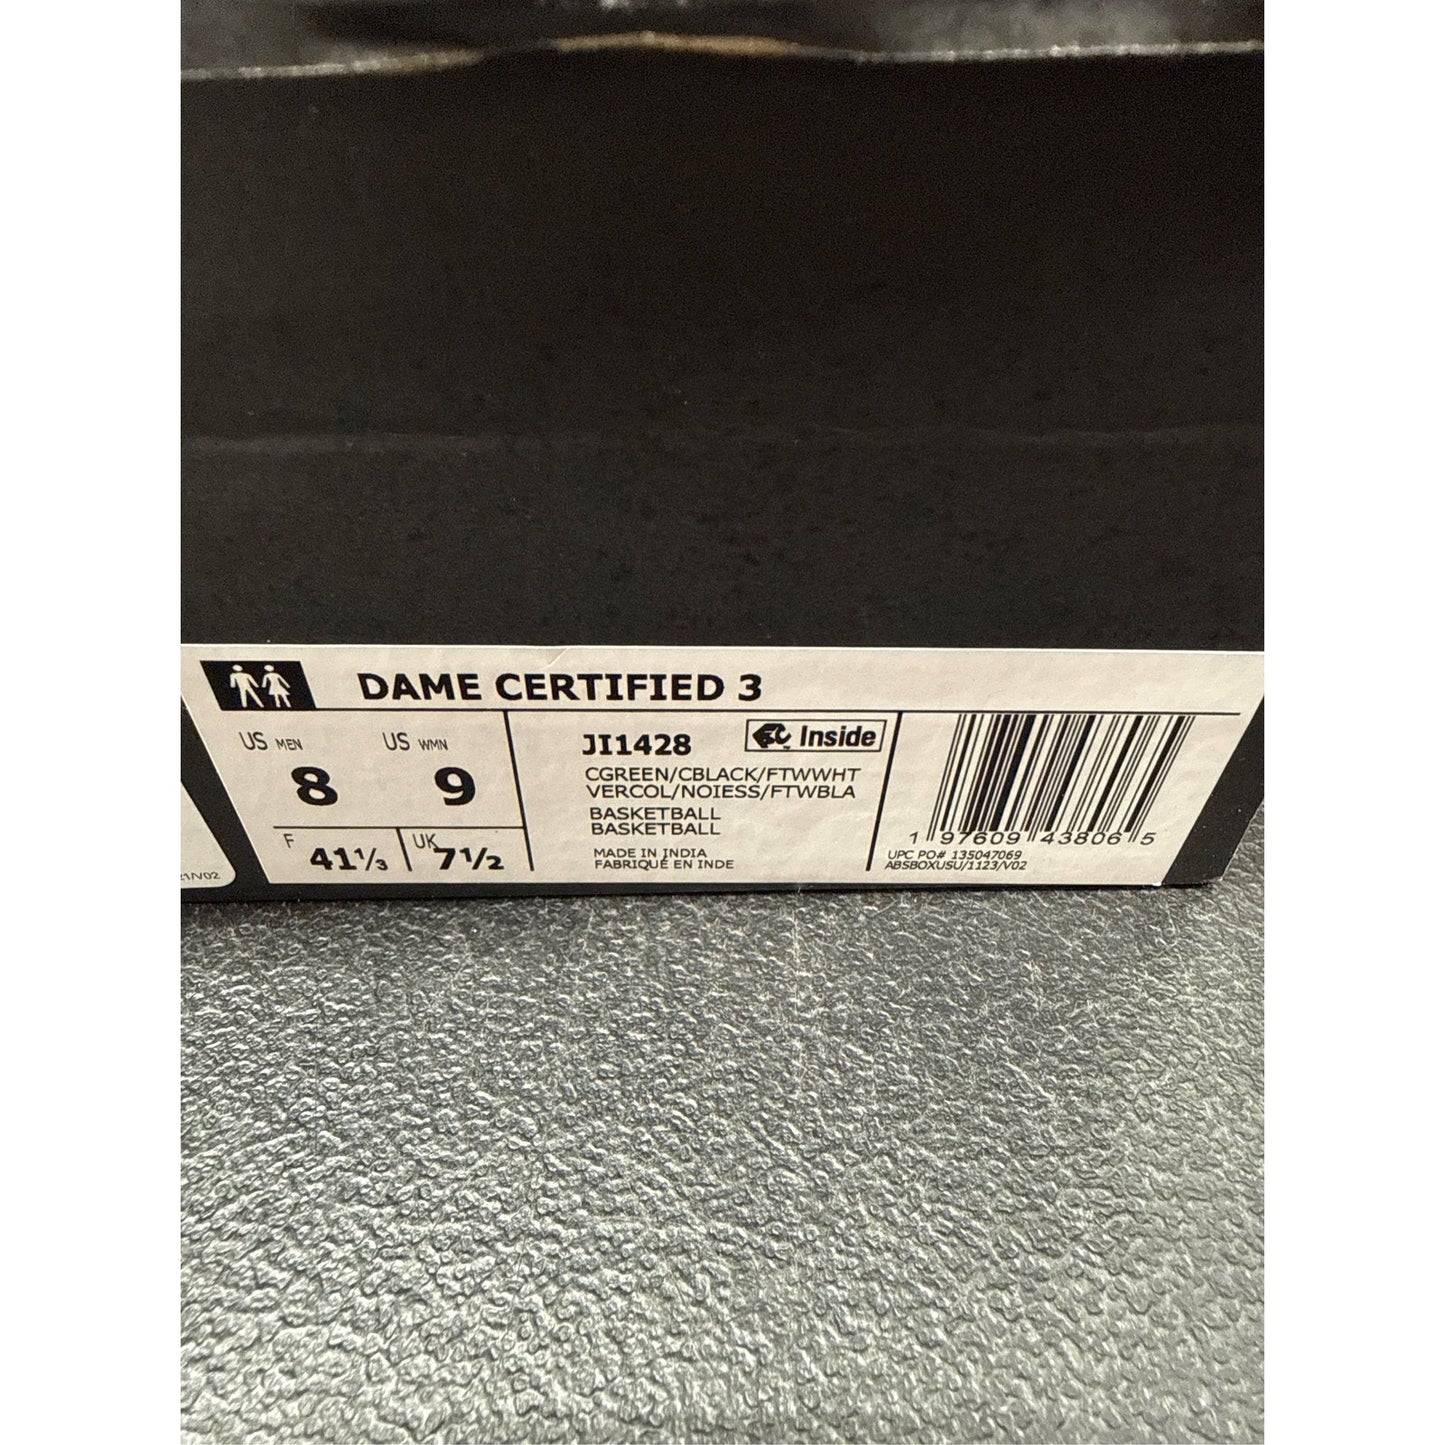 DAME CERTIFIED 3
US MEN
8
US WMN
9
F
41⅓
UK
7½
JI1428
Inside
CGREEN/CBLACK/FTWWHT
VERCOL/NOIESS/FTWBLA
BASKETBALL
BASKETBALL
MADE IN INDIA
FABRIQUÉ EN INDE
1 97609 43806 5
UPC PO# 135047069
ABSBOXUSU/1123/V02
21/V02